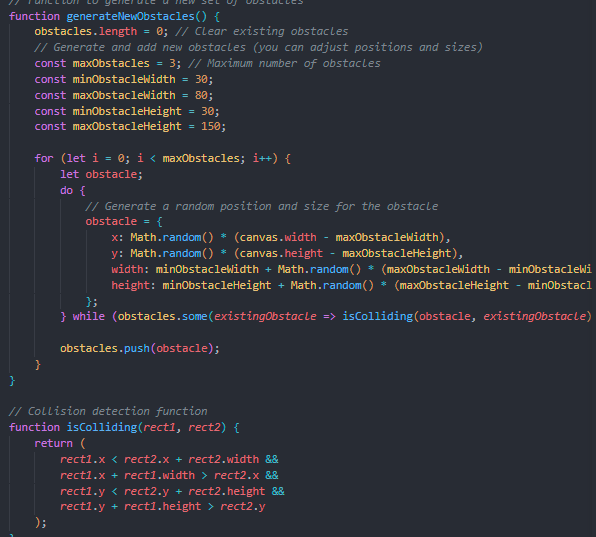 // Function to generate a new set of obstacles
function generateNewObstacles() {
    obstacles.length = 0; // Clear existing obstacles
    // Generate and add new obstacles (you can adjust positions and sizes)
    const maxObstacles = 3; // Maximum number of obstacles
    const minObstacleWidth = 30;
    const maxObstacleWidth = 80;
    const minObstacleHeight = 30;
    const maxObstacleHeight = 150;

    for (let i = 0; i < maxObstacles; i++) {
        let obstacle;
        do {
            // Generate a random position and size for the obstacle
            obstacle = {
                x: Math.random() * (canvas.width - maxObstacleWidth),
                y: Math.random() * (canvas.height - maxObstacleHeight),
                width: minObstacleWidth + Math.random() * (maxObstacleWidth - minObstacleWi
                height: minObstacleHeight + Math.random() * (maxObstacleHeight - minObstacl
            };
        } while (obstacles.some(existingObstacle => isColliding(obstacle, existingObstacle)

        obstacles.push(obstacle);
    }
}

// Collision detection function
function isColliding(rect1, rect2) {
    return (
        rect1.x < rect2.x + rect2.width &&
        rect1.x + rect1.width > rect2.x &&
        rect1.y < rect2.y + rect2.height &&
        rect1.y + rect1.height > rect2.y
    );
}